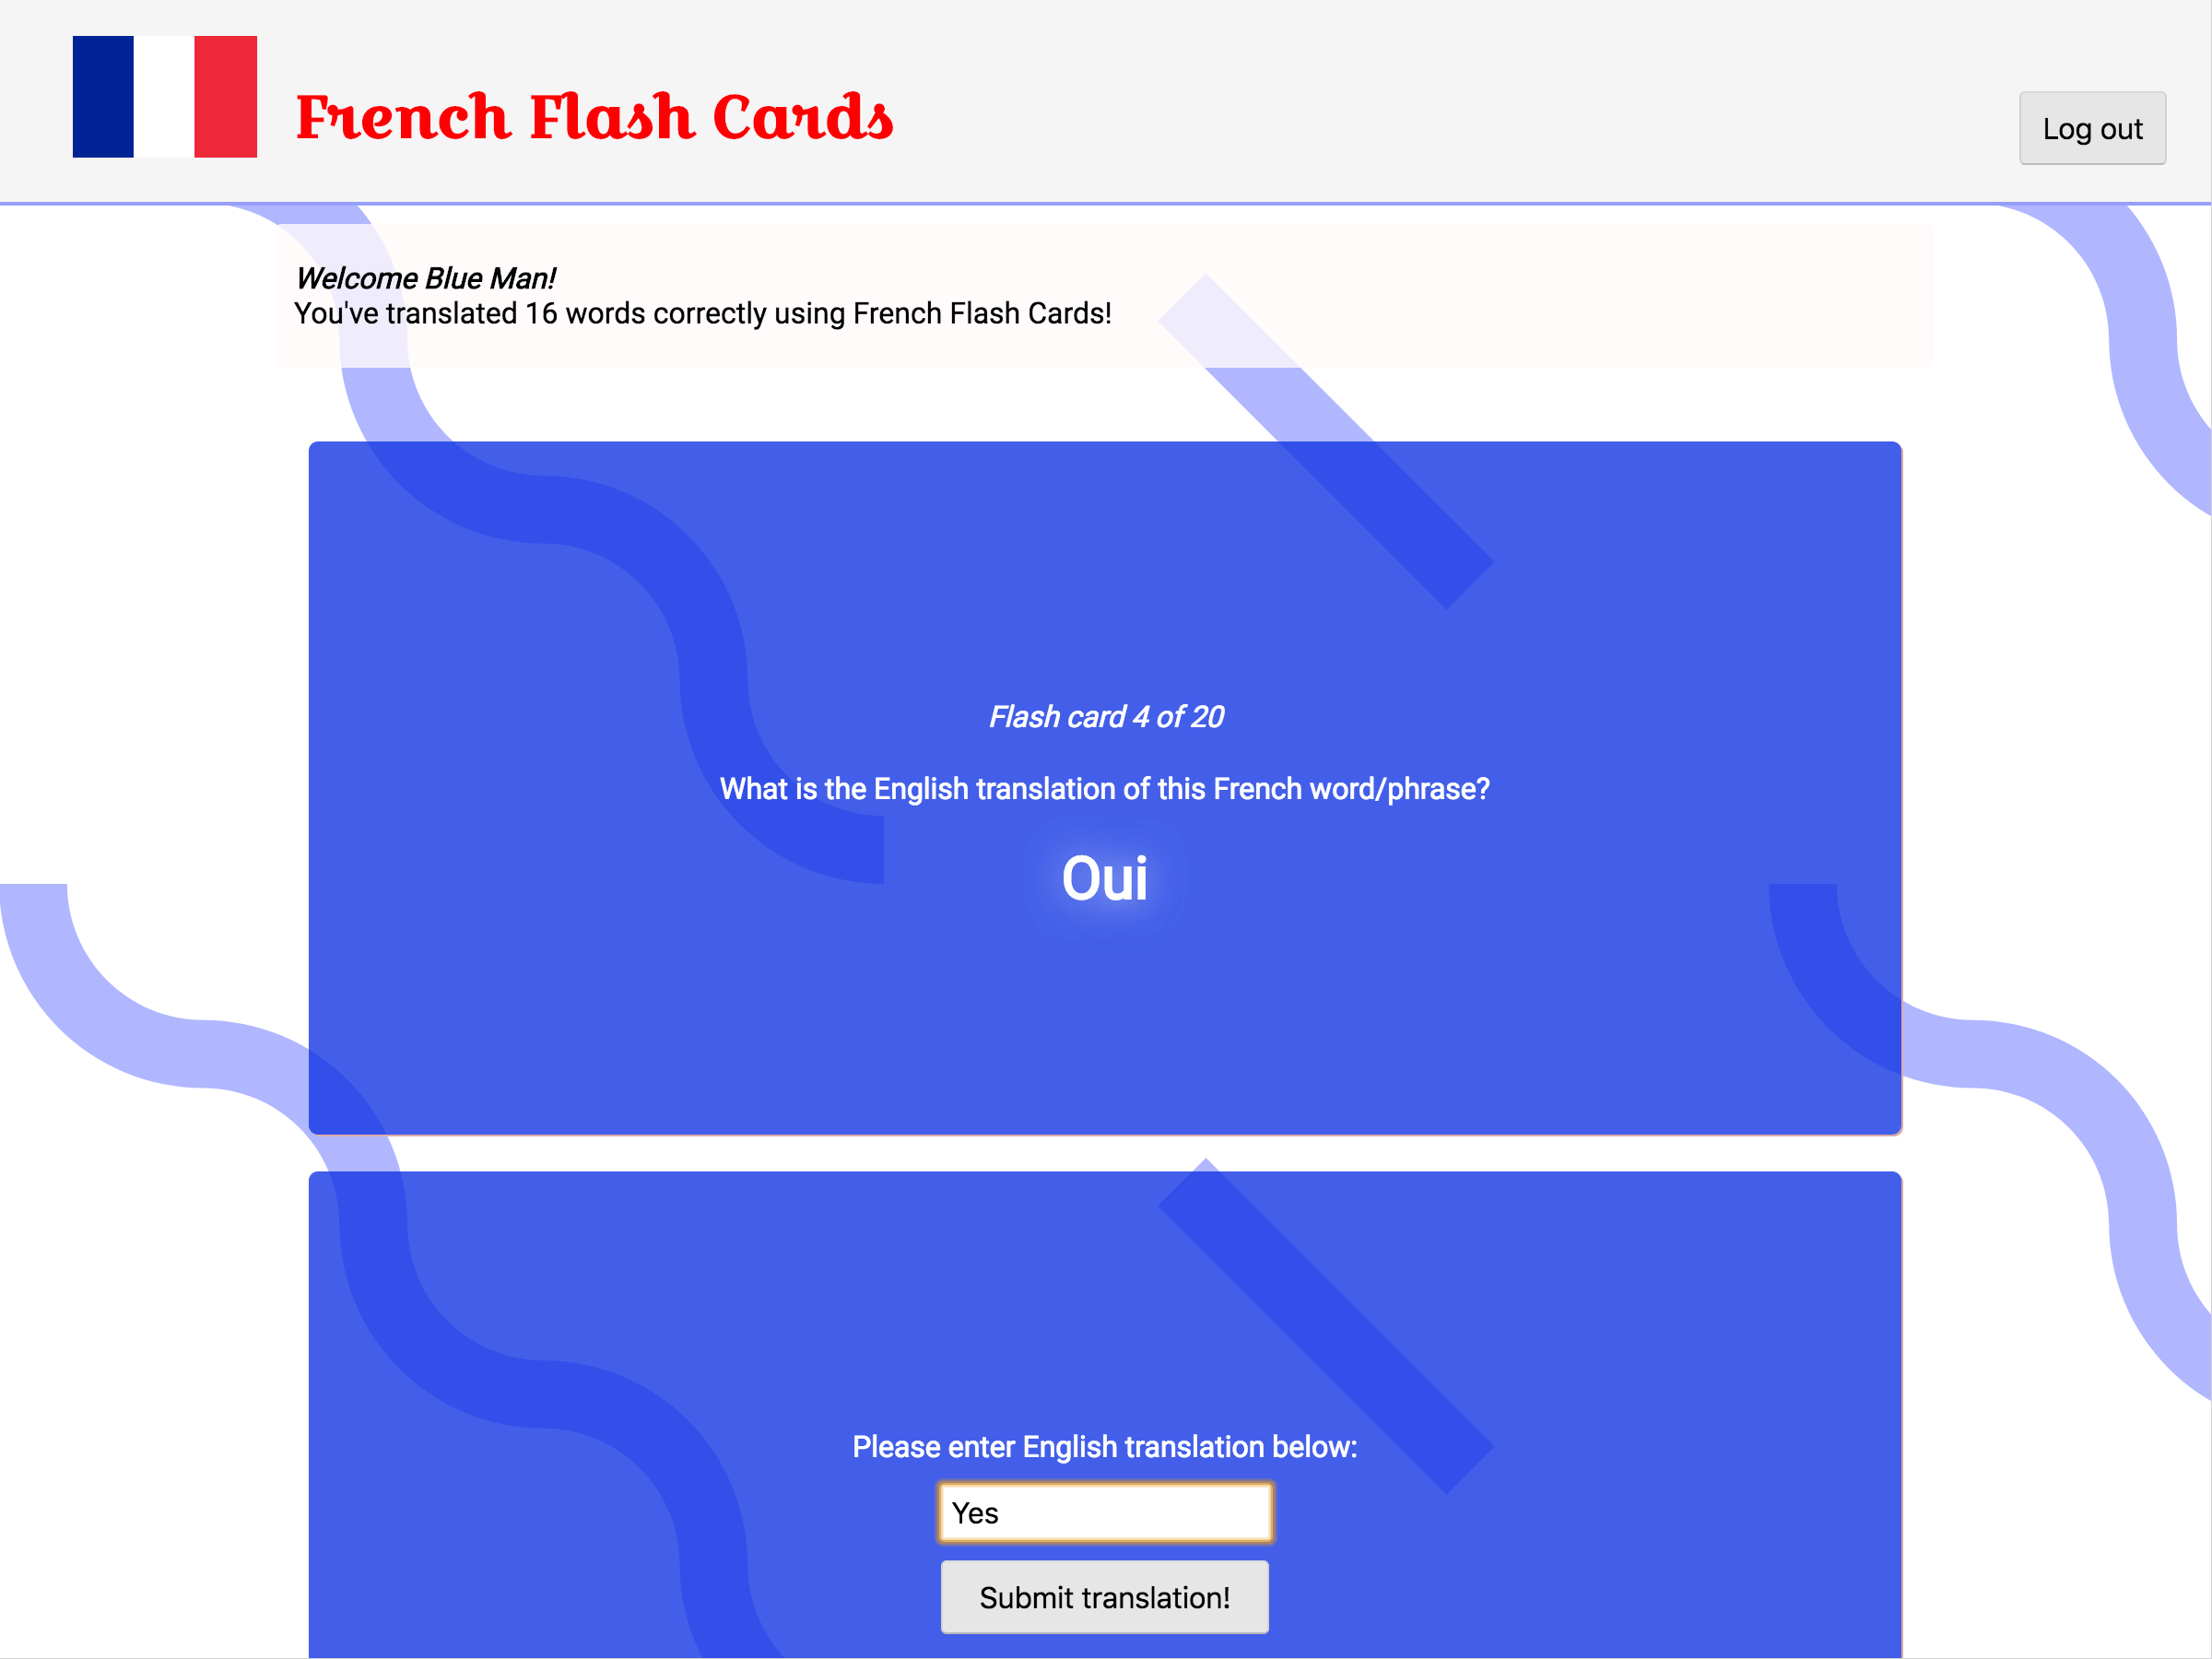 French Flash Cards
Log out
Welcome Blue Man!
You've translated 16 words correctly using French Flash Cards!
Flash card 4 of 20
What is the English translation of this French word/phrase?
Oui
Please enter English translation below:
Yes
Submit translation!